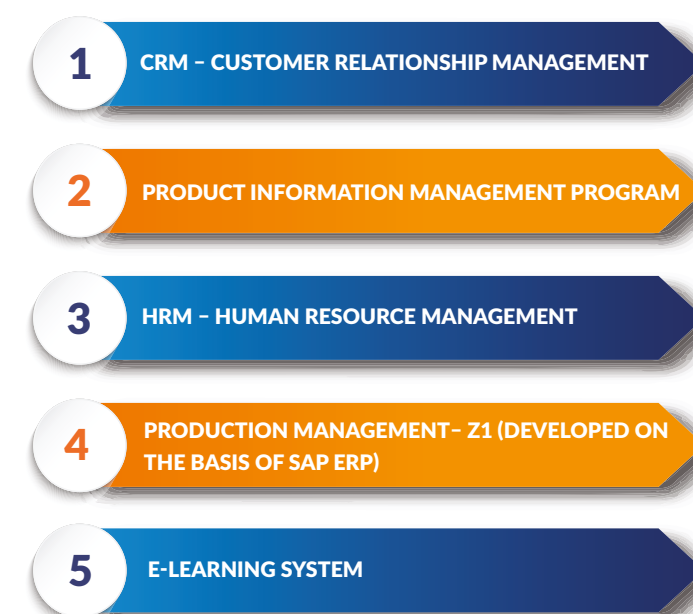 1
CRM – CUSTOMER RELATIONSHIP MANAGEMENT
2
PRODUCT INFORMATION MANAGEMENT PROGRAM
3
HRM – HUMAN RESOURCE MANAGEMENT
4
PRODUCTION MANAGEMENT– Z1 (DEVELOPED ON
THE BASIS OF SAP ERP)
5
E-LEARNING SYSTEM